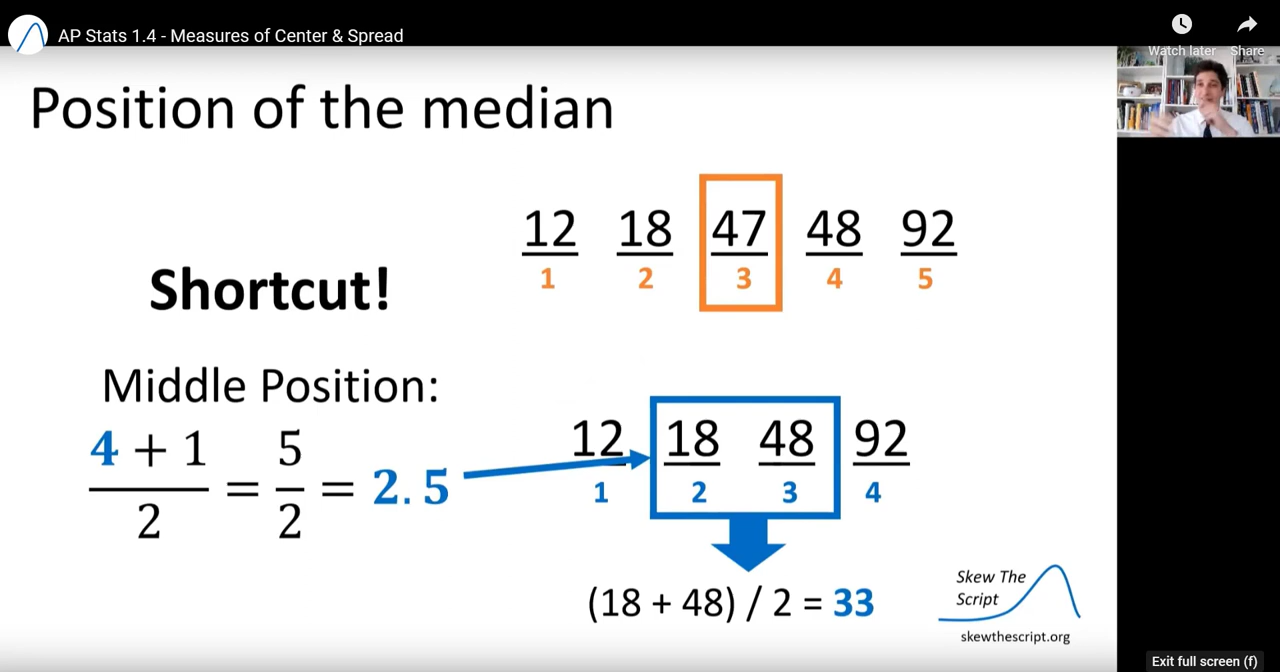 AP Stats 1.4 - Measures of Center & Spread
Watch later Share
Position of the median
12 18 47 48 92
1 2 3 4 5
Shortcut!
Middle Position:
4 + 1 / 2 = 5 / 2 = 2.5
12 18 48 92
1 2 3 4
(18 + 48) / 2 = 33
Skew The
Script
skewthescript.org
Exit full screen (f)